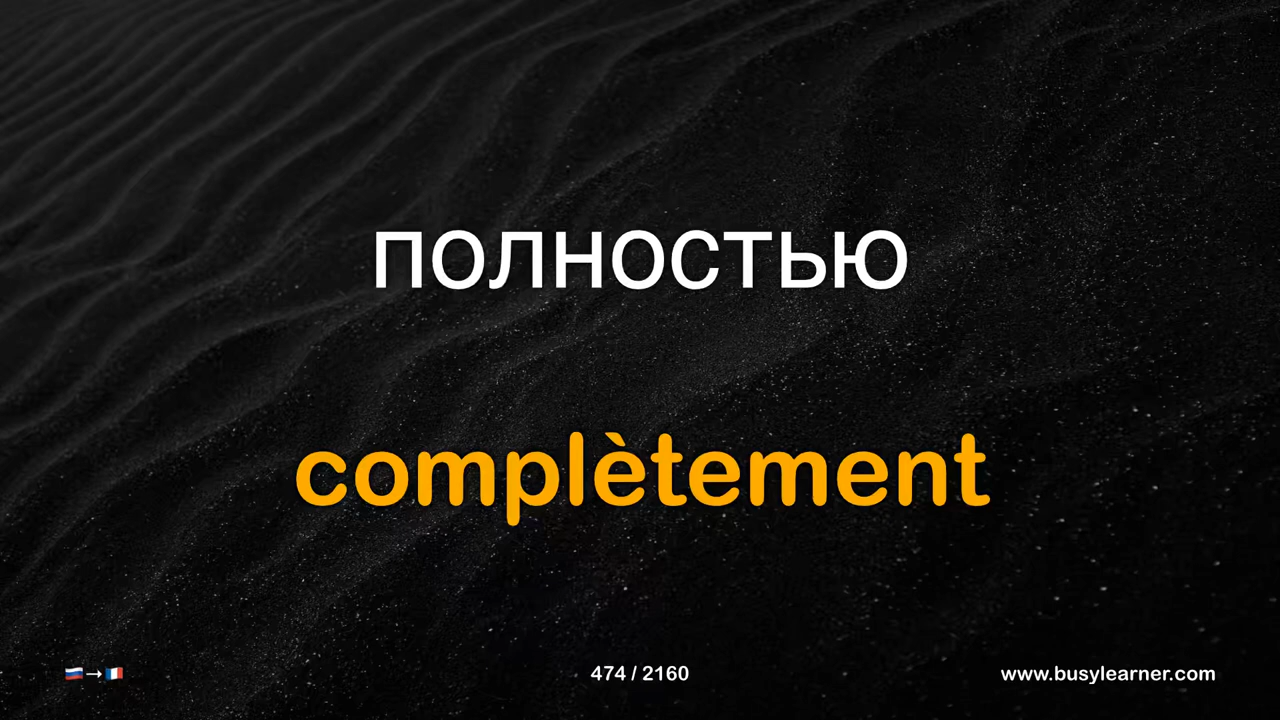 полностью
complètement
🇷🇺→🇫🇷
474 / 2160
www.busylearner.com